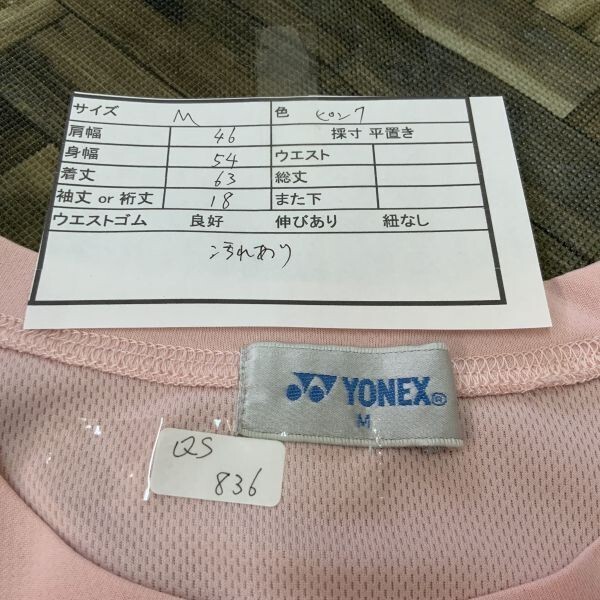 サイズ M 色 ピンク
肩幅 46 採寸 平置き
身幅 54 ウエスト
着丈 63 総丈
袖丈 or 裄丈 18 また下
ウエストゴム 良好 伸びあり 紐なし
汚れあり
YONEX®
M
QS
836